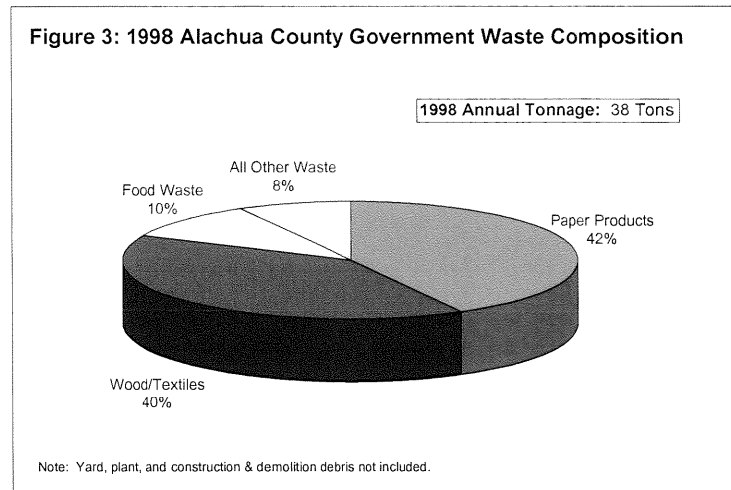 Figure 3: 1998 Alachua County Government Waste Composition
1998 Annual Tonnage: 38 Tons
All Other Waste
8%
Food Waste
10%
Paper Products
42%
Wood/Textiles
40%
Note: Yard, plant, and construction & demolition debris not included.